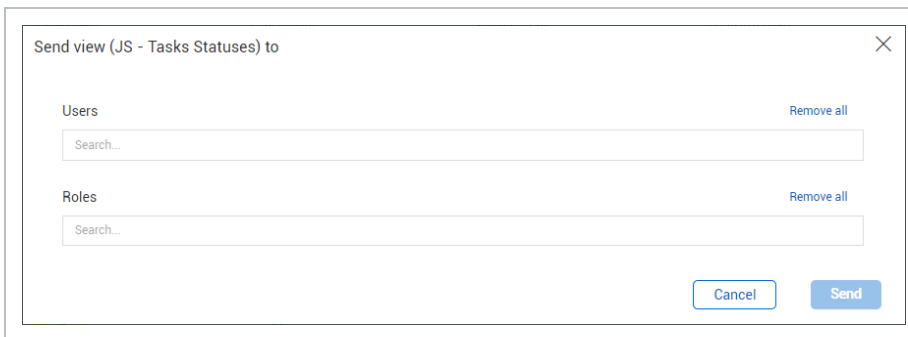 Send view (JS - Tasks Statuses) to
Users Remove all
Search...
Roles Remove all
Search...
Cancel Send